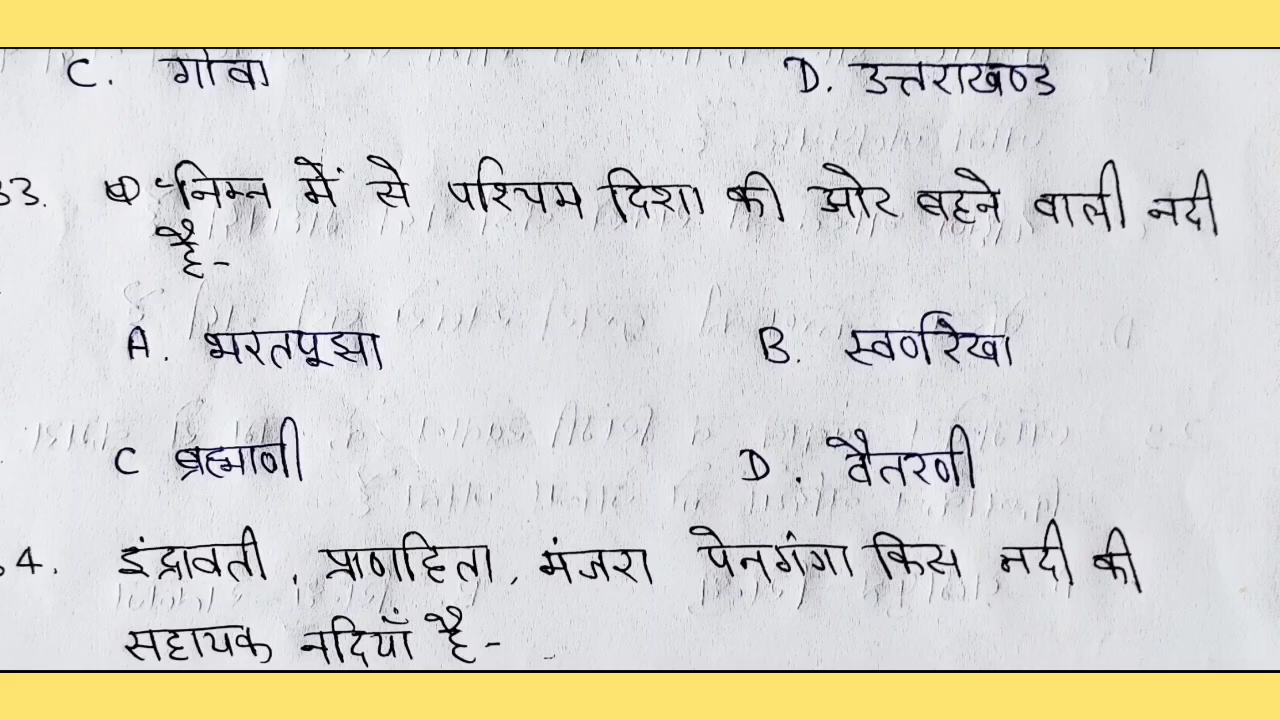 C. गोवा D. उत्तराखण्ड
33. निम्न में से पश्चिम दिशा की ओर बहने वाली नदी
है-
A. भरतपूझा B. स्वर्णरेखा
C ब्रह्माणी D. वैतरणी
4. इंद्रावती, प्राणहिता, मंजरा पेनगंगा किस नदी की
सहायक नदियाँ है-